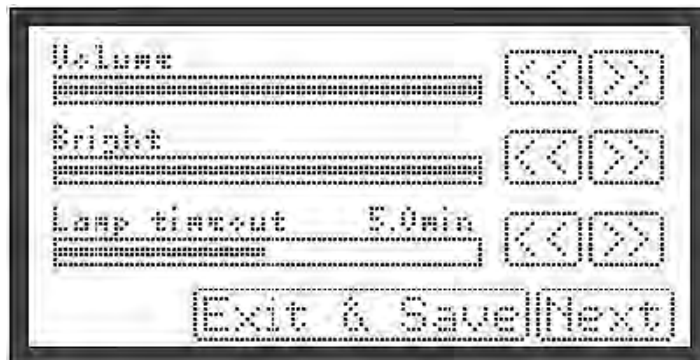 Volume
<< >>
Bright
<< >>
Lamp timeout 5.0min
<< >>
Exit & Save Next